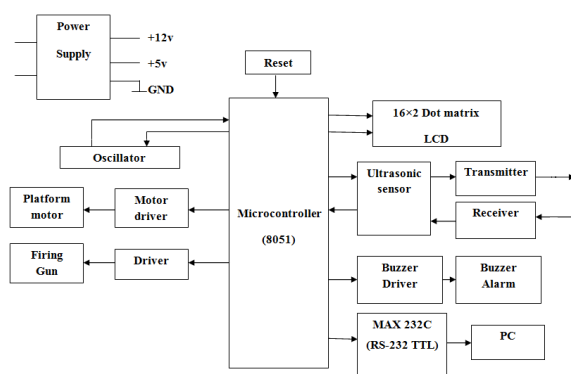 Power
Supply
+12v
+5v
GND
Reset
16×2 Dot matrix
LCD
Oscillator
Ultrasonic
sensor
Transmitter
Receiver
Platform
motor
Motor
driver
Microcontroller
(8051)
Firing
Gun
Driver
Buzzer
Driver
Buzzer
Alarm
MAX 232C
(RS-232 TTL)
PC